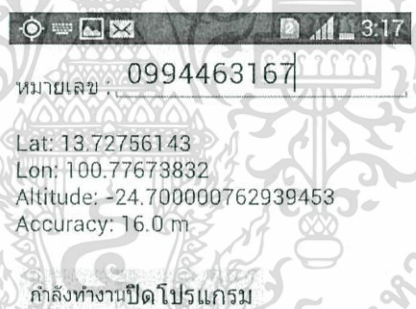 3:17
หมายเลข : 0994463167
Lat: 13.72756143
Lon: 100.77673832
Altitude: -24.700000762939453
Accuracy: 16.0 m
กำลังทำงานปิดโปรแกรม